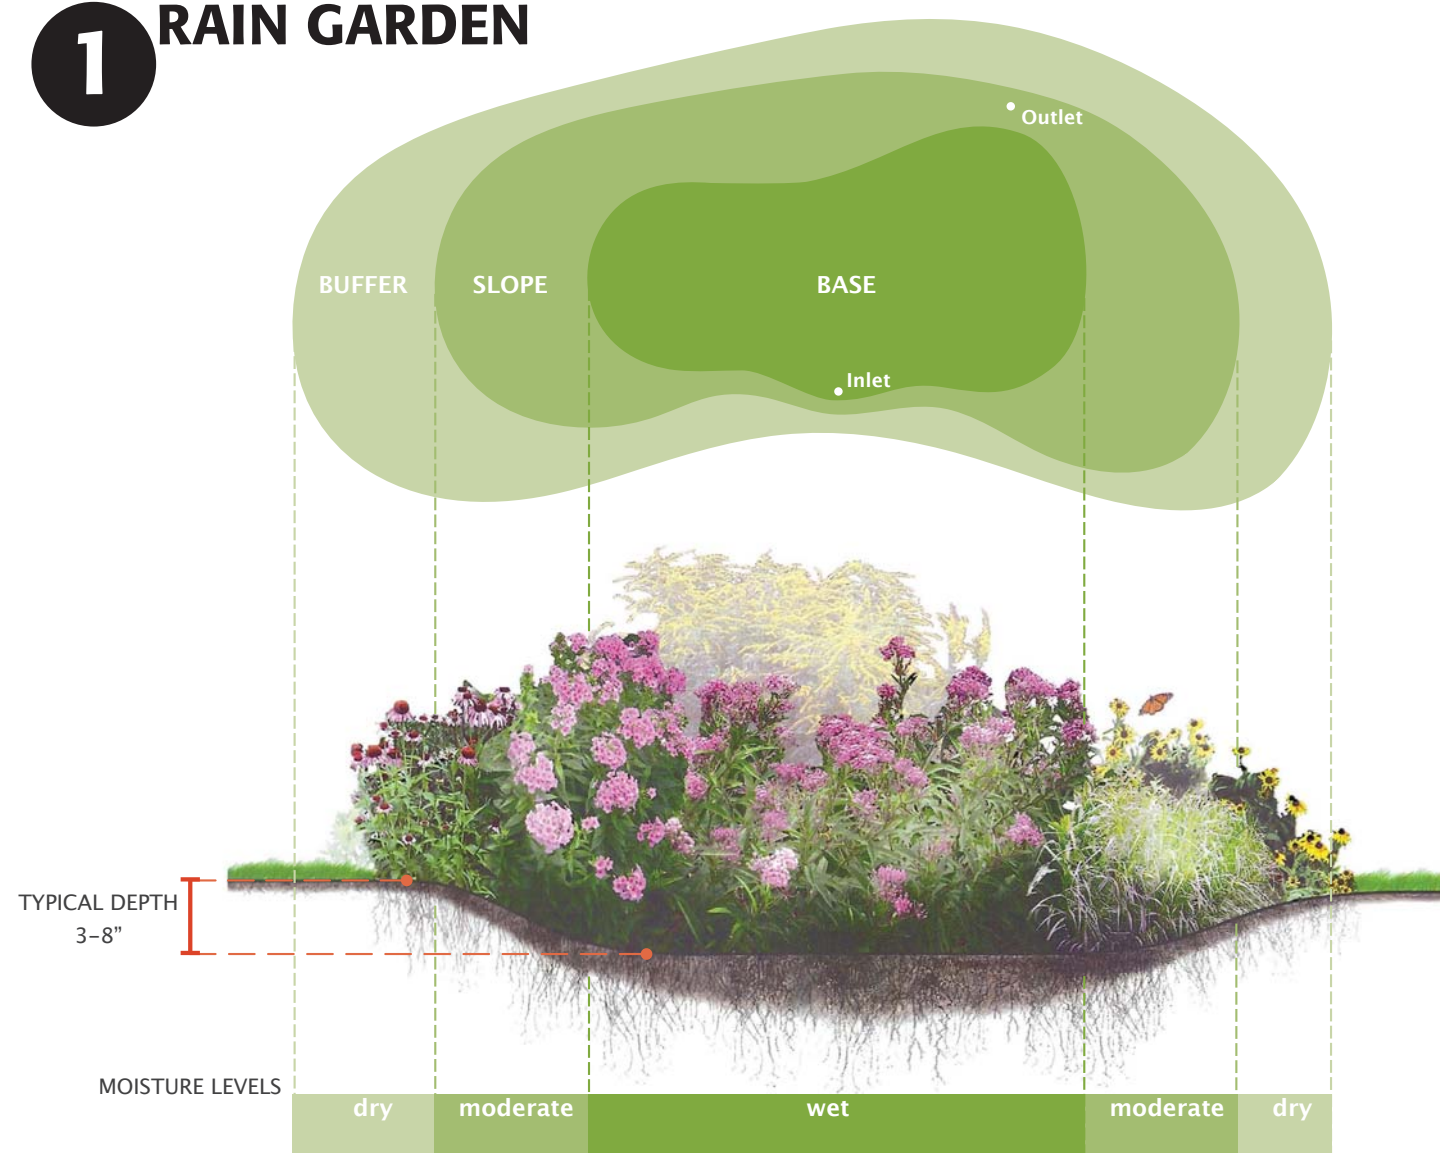 1
RAIN GARDEN
Outlet
BUFFER
SLOPE
BASE
Inlet
TYPICAL DEPTH
3–8”
MOISTURE LEVELS
dry
moderate
wet
moderate
dry